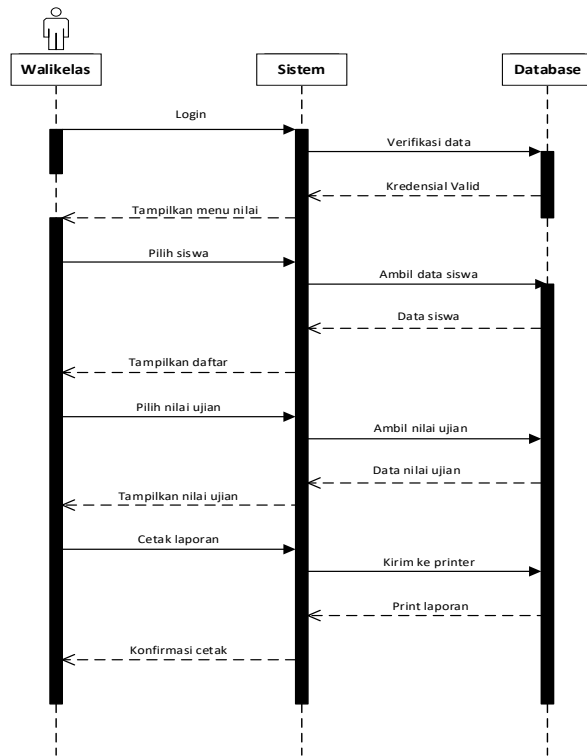 Walikelas
Sistem
Database
Login
Verifikasi data
Kredensial Valid
Tampilkan menu nilai
Pilih siswa
Ambil data siswa
Data siswa
Tampilkan daftar
Pilih nilai ujian
Ambil nilai ujian
Data nilai ujian
Tampilkan nilai ujian
Cetak laporan
Kirim ke printer
Print laporan
Konfirmasi cetak